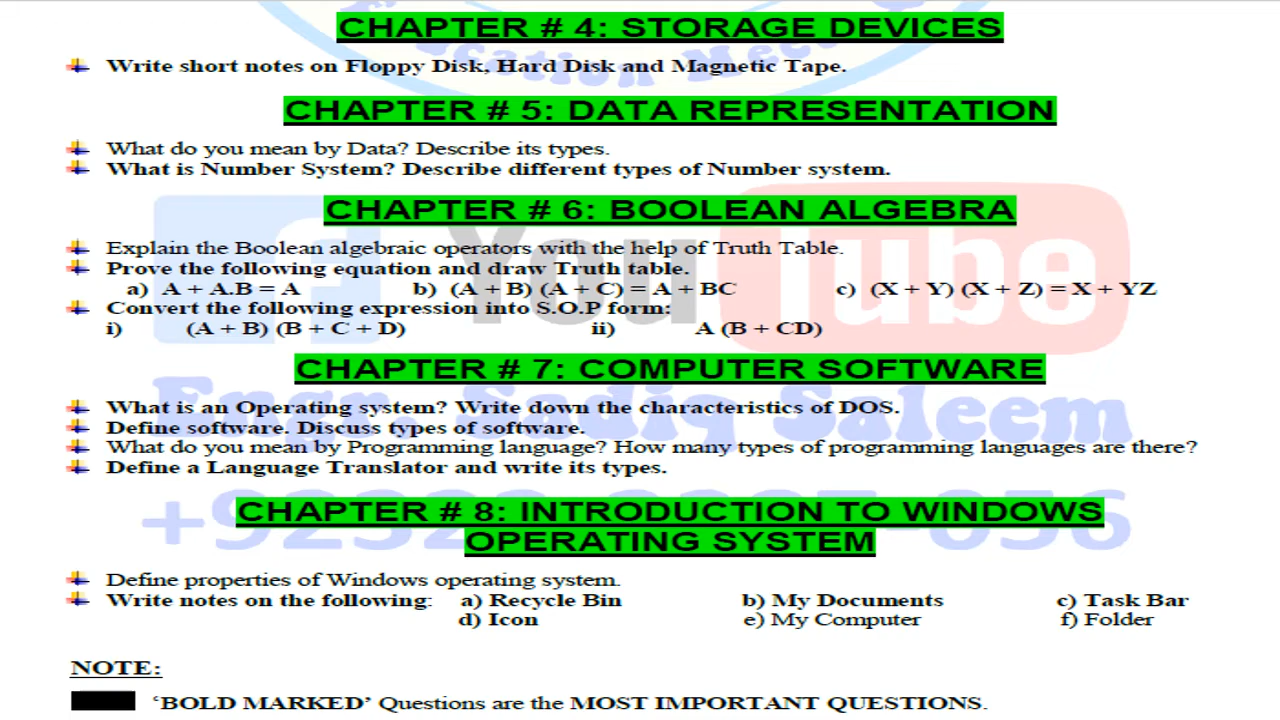 CHAPTER # 4: STORAGE DEVICES
Write short notes on Floppy Disk, Hard Disk and Magnetic Tape.
CHAPTER # 5: DATA REPRESENTATION
What do you mean by Data? Describe its types.
What is Number System? Describe different types of Number system.
CHAPTER # 6: BOOLEAN ALGEBRA
Explain the Boolean algebraic operators with the help of Truth Table.
Prove the following equation and draw Truth table.
a) A + A.B = A b) (A + B) (A + C) = A + BC c) (X + Y) (X + Z) = X + YZ
Convert the following expression into S.O.P form:
i) (A + B) (B + C + D) ii) A (B + CD)
YouTube
CHAPTER # 7: COMPUTER SOFTWARE
What is an Operating system? Write down the characteristics of DOS.
Engr. Sadiq Saleem
Define software. Discuss types of software.
What do you mean by Programming language? How many types of programming languages are there?
Define a Language Translator and write its types.
CHAPTER # 8: INTRODUCTION TO WINDOWS
OPERATING SYSTEM
Define properties of Windows operating system.
Write notes on the following: a) Recycle Bin b) My Documents c) Task Bar
d) Icon e) My Computer f) Folder
NOTE:
‘BOLD MARKED’ Questions are the MOST IMPORTANT QUESTIONS.